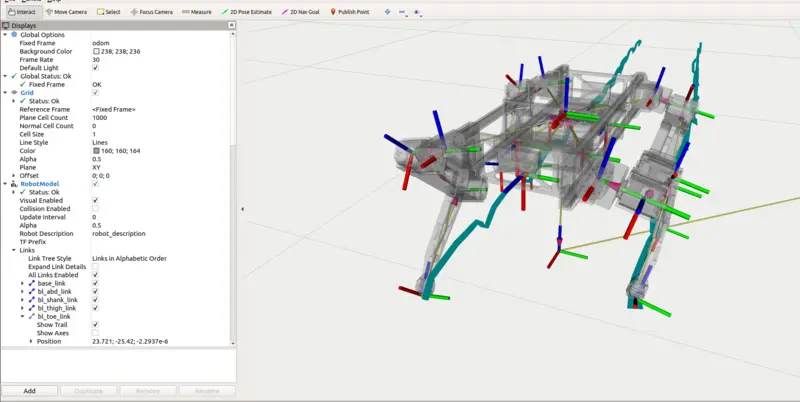 Interact Move Camera Select Focus Camera Measure 2D Pose Estimate 2D Nav Goal Publish Point
Displays
Global Options
Fixed Frame odom
Background Color 238; 238; 236
Frame Rate 30
Default Light
Global Status: Ok
Fixed Frame OK
Grid
Status: Ok
Reference Frame <Fixed Frame>
Plane Cell Count 1000
Normal Cell Count 0
Cell Size 1
Line Style Lines
Color 160; 160; 164
Alpha 0.5
Plane XY
Offset 0; 0; 0
RobotModel
Status: Ok
Visual Enabled
Collision Enabled
Update Interval 0
Alpha 0.5
Robot Description robot_description
TF Prefix
Links
Link Tree Style Links in Alphabetic Order
Expand Link Details
All Links Enabled
base_link
bl_abd_link
bl_shank_link
bl_thigh_link
bl_toe_link
Show Trail
Show Axes
Position 23.721; -25.42; -2.2937e-6
Add Duplicate Remove Rename